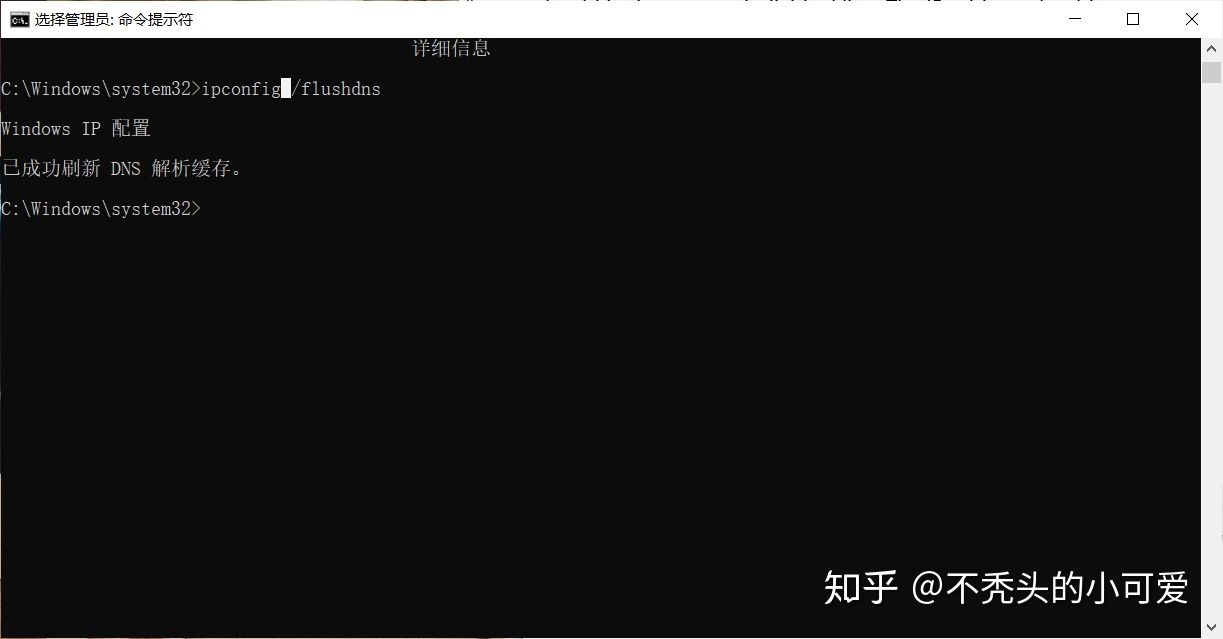 选择管理员: 命令提示符
详细信息
C:\Windows\system32>ipconfig /flushdns
Windows IP 配置
已成功刷新 DNS 解析缓存。
C:\Windows\system32>
知乎 @不秃头的小可爱